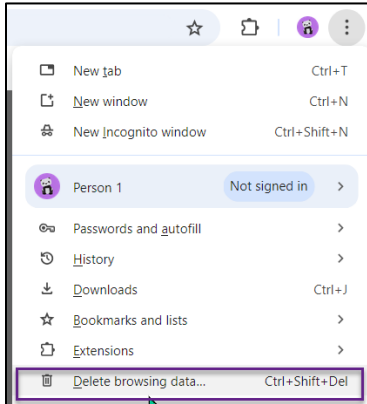 New tab Ctrl+T
New window Ctrl+N
New Incognito window Ctrl+Shift+N
Person 1 Not signed in
Passwords and autofill
History
Downloads Ctrl+J
Bookmarks and lists
Extensions
Delete browsing data... Ctrl+Shift+Del